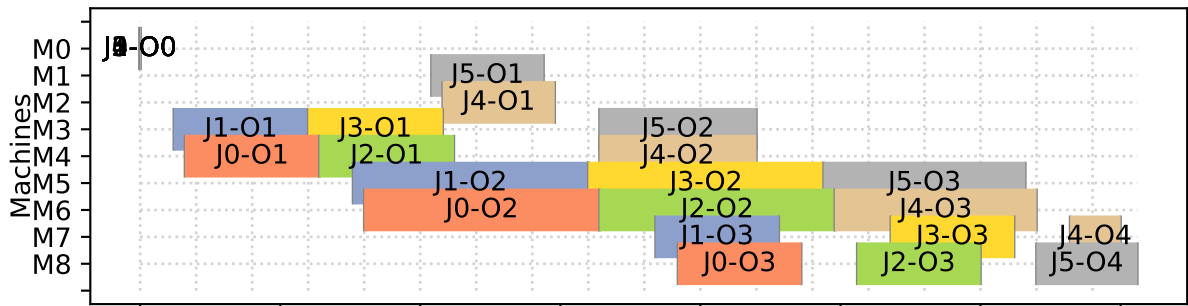 Machines
M0
J5-O1
M1
J4-O1
M2
J1-O1 J3-O1 J5-O2
M3
J0-O1 J2-O1 J4-O2
M4
J1-O2 J3-O2 J5-O3
M5
J0-O2 J2-O2 J4-O3
M6
J1-O3 J3-O3 J4-O4
M7
J0-O3 J2-O3 J5-O4
M8